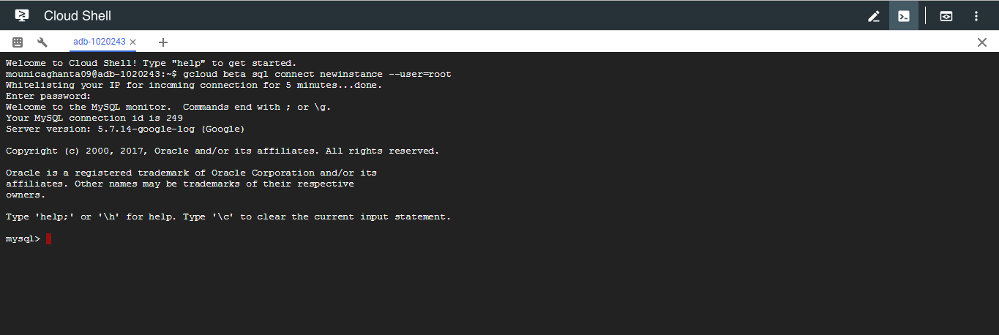 Cloud Shell
adb-1020243
Welcome to Cloud Shell! Type "help" to get started.
mounicaghanta09@adb-1020243:~$ gcloud beta sql connect newinstance --user=root
Whitelisting your IP for incoming connection for 5 minutes...done.
Enter password:
Welcome to the MySQL monitor.  Commands end with ; or \g.
Your MySQL connection id is 249
Server version: 5.7.14-google-log (Google)
Copyright (c) 2000, 2017, Oracle and/or its affiliates. All rights reserved.
Oracle is a registered trademark of Oracle Corporation and/or its
affiliates. Other names may be trademarks of their respective
owners.
Type 'help;' or '\h' for help. Type '\c' to clear the current input statement.
mysql>